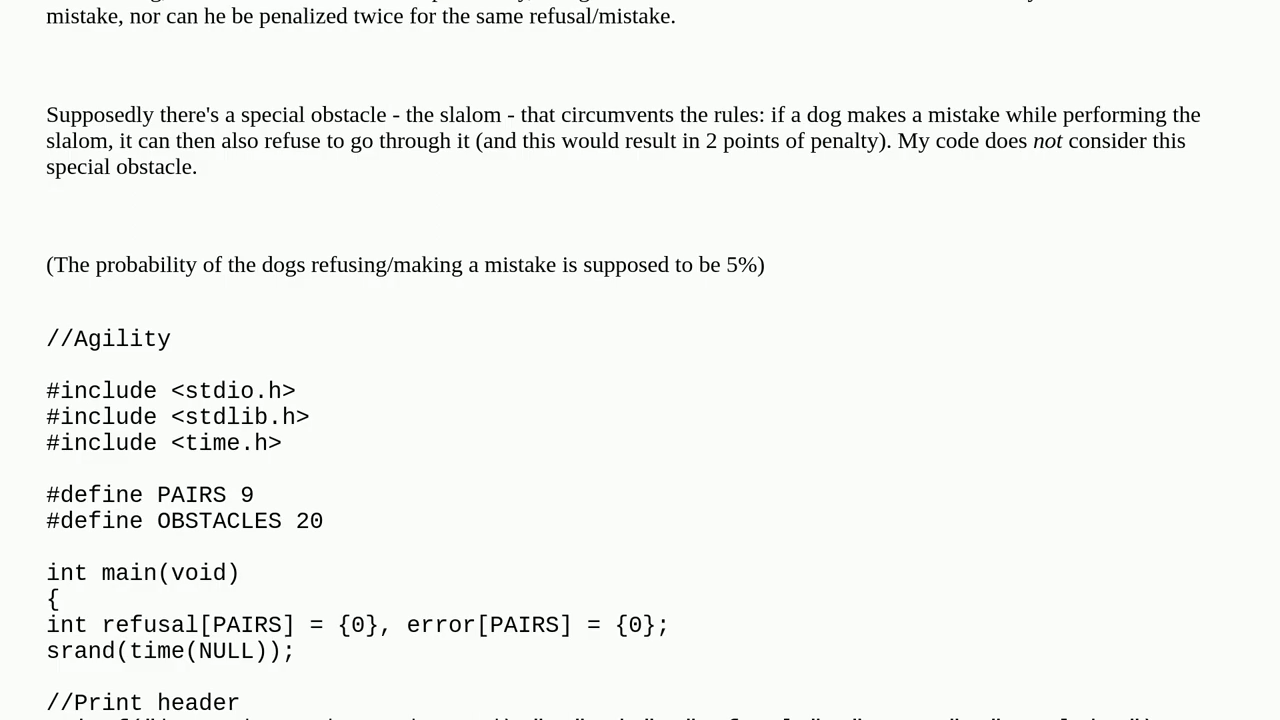 mistake, nor can he be penalized twice for the same refusal/mistake.
Supposedly there's a special obstacle - the slalom - that circumvents the rules: if a dog makes a mistake while performing the
slalom, it can then also refuse to go through it (and this would result in 2 points of penalty). My code does not consider this
special obstacle.
(The probability of the dogs refusing/making a mistake is supposed to be 5%)
//Agility
#include <stdio.h>
#include <stdlib.h>
#include <time.h>
#define PAIRS 9
#define OBSTACLES 20
int main(void)
{
int refusal[PAIRS] = {0}, error[PAIRS] = {0};
srand(time(NULL));
//Print header